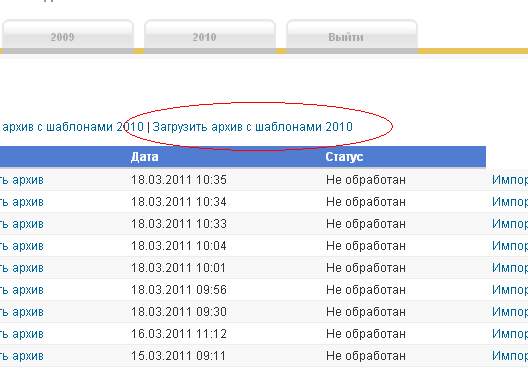 2009 2010 Выйти
архив с шаблонами 2010 | Загрузить архив с шаблонами 2010
Дата Статус
ть архив 18.03.2011 10:35 Не обработан Импор
ть архив 18.03.2011 10:34 Не обработан Импор
ть архив 18.03.2011 10:33 Не обработан Импор
ть архив 18.03.2011 10:04 Не обработан Импор
ть архив 18.03.2011 10:01 Не обработан Импор
ть архив 18.03.2011 09:56 Не обработан Импор
ть архив 18.03.2011 09:30 Не обработан Импор
ть архив 16.03.2011 11:12 Не обработан Импор
ть архив 15.03.2011 09:11 Не обработан Импор